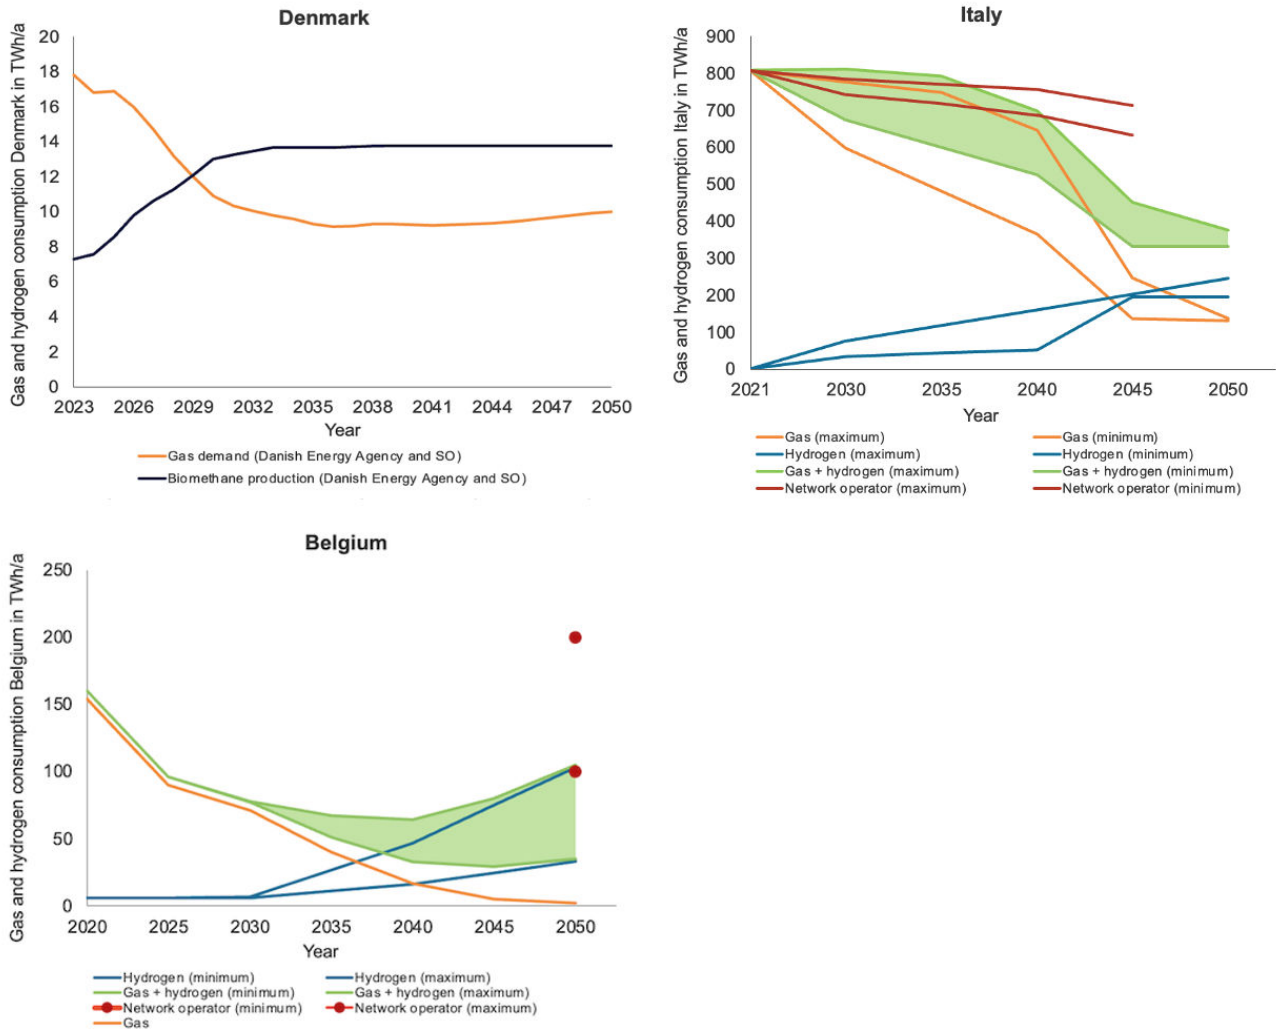 Denmark
Gas and hydrogen consumption Denmark in TWh/a
20
18
16
14
12
10
8
6
4
2
0
2023 2026 2029 2032 2035 2038 2041 2044 2047 2050
Year
Gas demand (Danish Energy Agency and SO)
Biomethane production (Danish Energy Agency and SO)
Italy
Gas and hydrogen consumption Italy in TWh/a
900
800
700
600
500
400
300
200
100
0
2021 2030 2035 2040 2045 2050
Year
Gas (maximum) Gas (minimum)
Hydrogen (maximum) Hydrogen (minimum)
Gas + hydrogen (maximum) Gas + hydrogen (minimum)
Network operator (maximum) Network operator (minimum)
Belgium
Gas and hydrogen consumption Belgium in TWh/a
250
200
150
100
50
0
2020 2025 2030 2035 2040 2045 2050
Year
Hydrogen (minimum) Hydrogen (maximum)
Gas + hydrogen (minimum) Gas + hydrogen (maximum)
Network operator (minimum) Network operator (maximum)
Gas